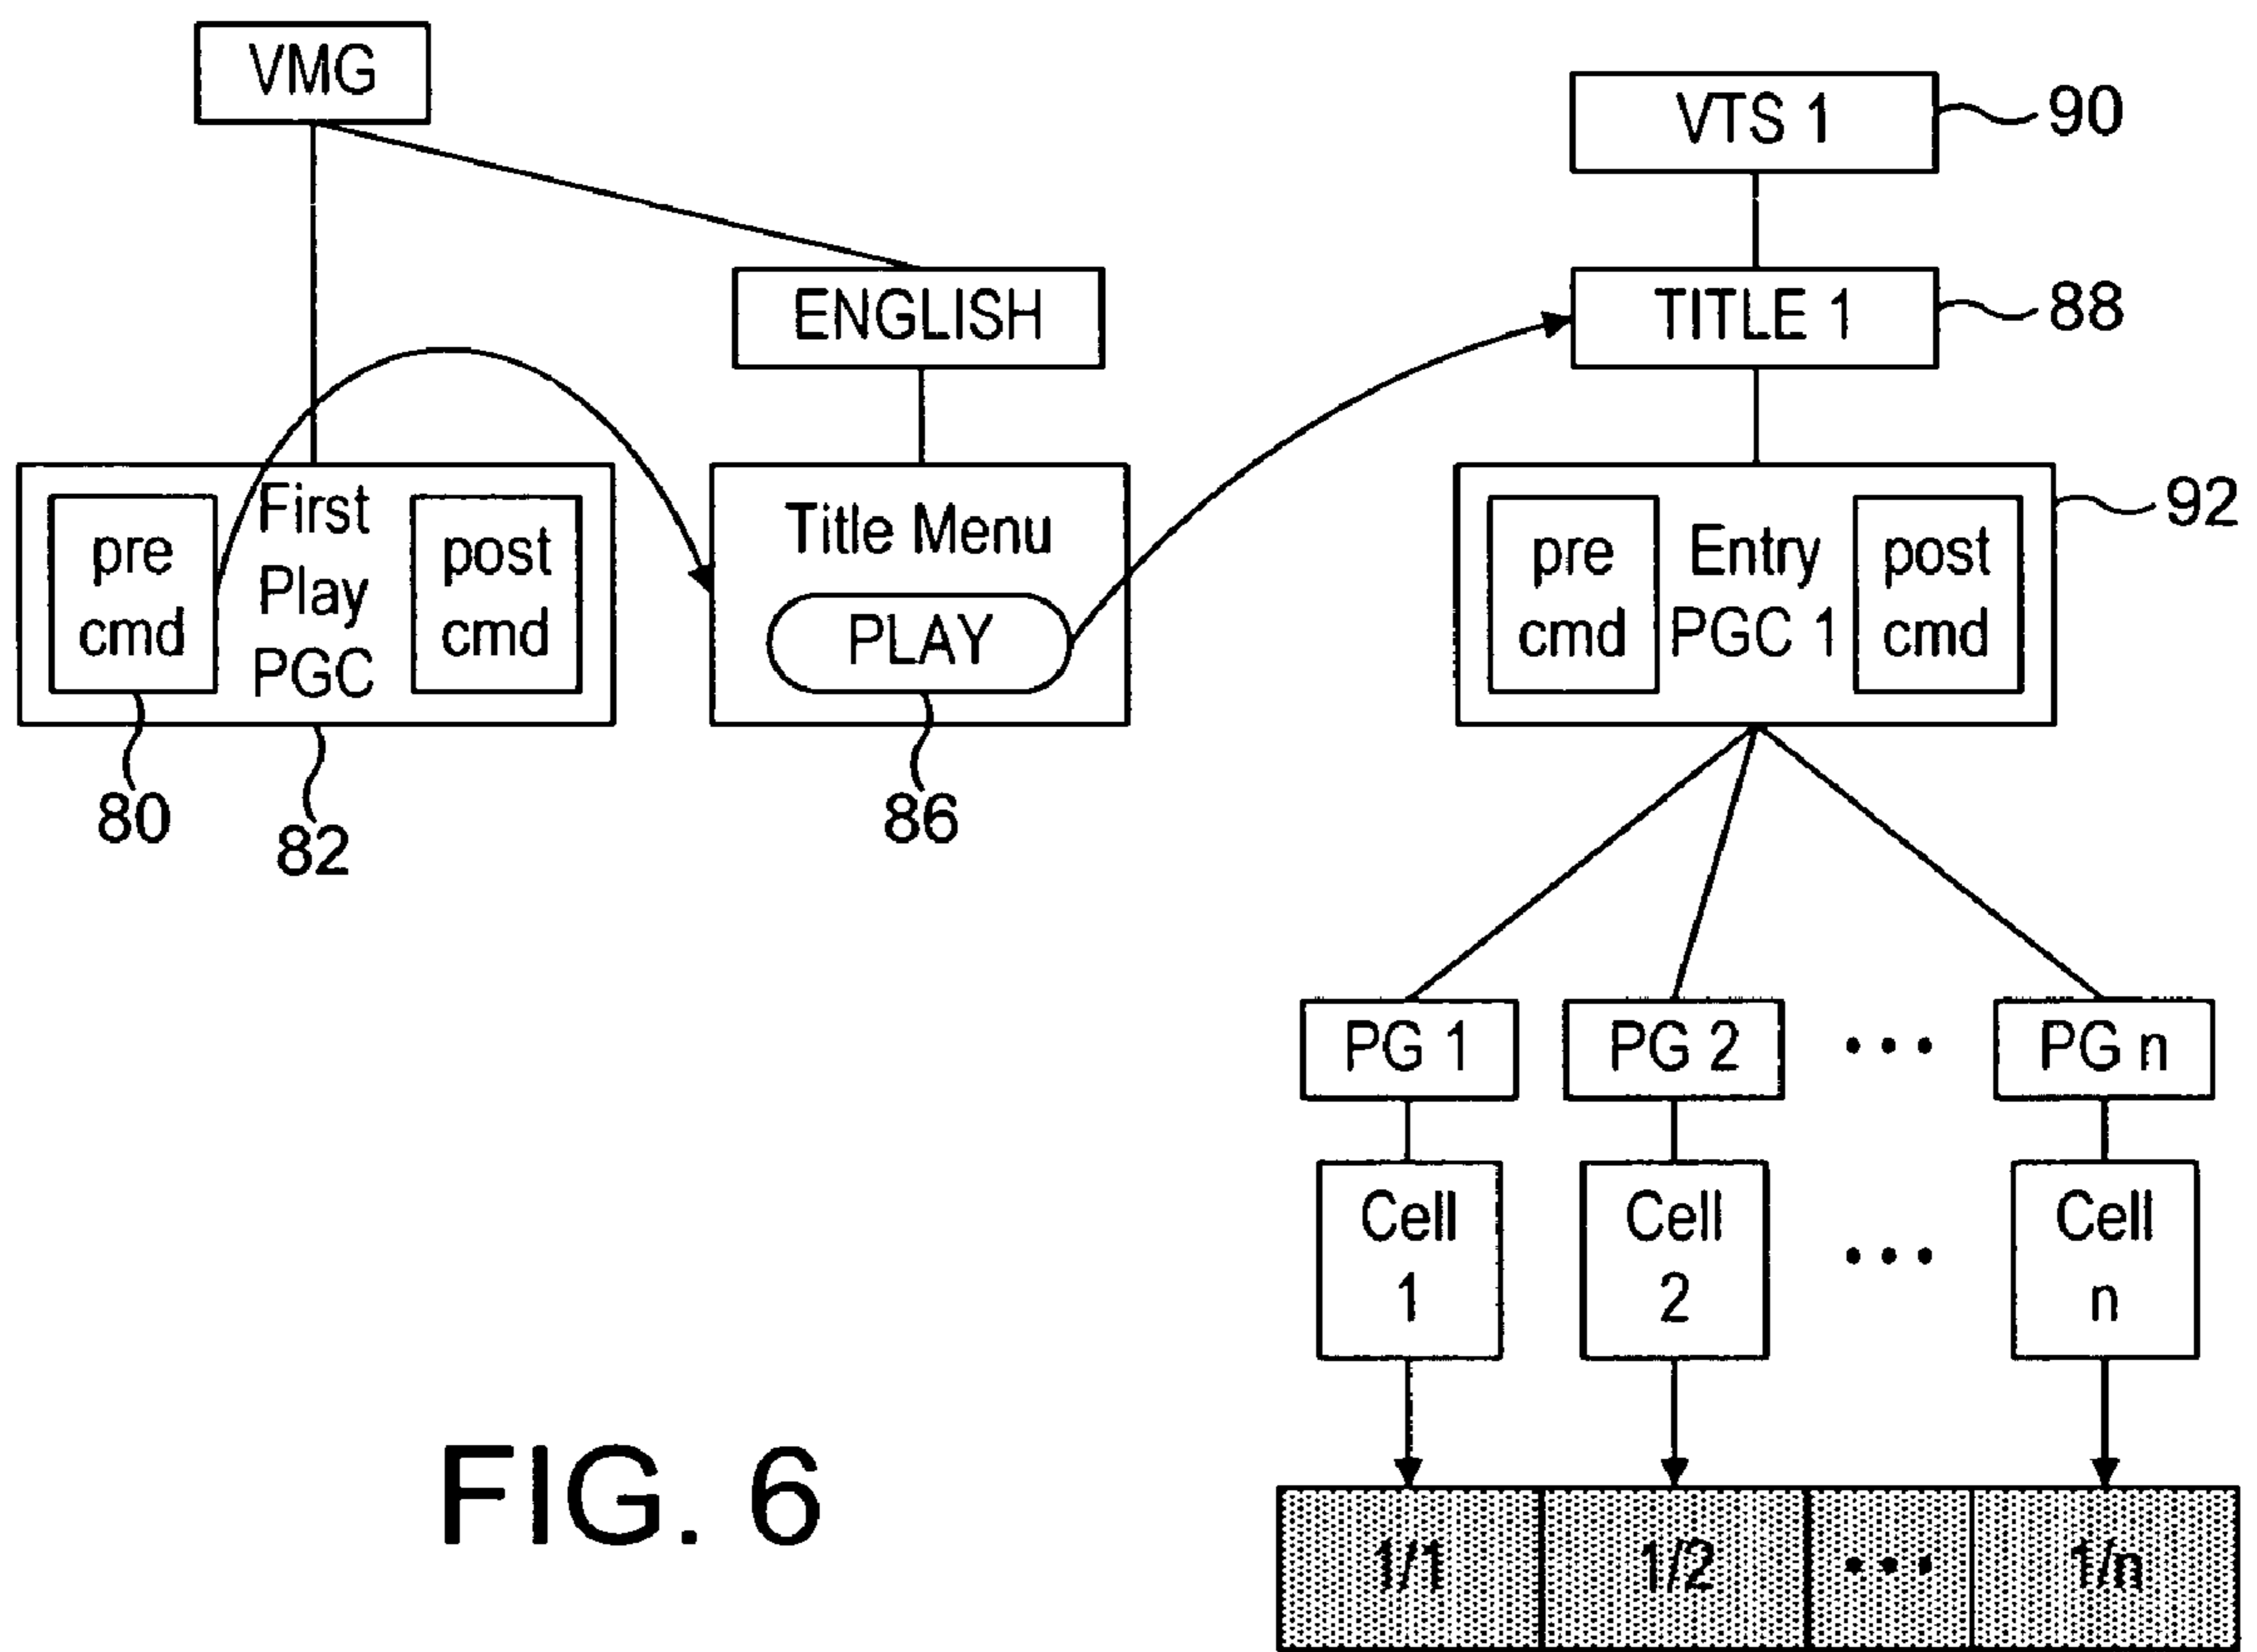 VMG
VTS 1
90
ENGLISH
TITLE 1
88
pre
cmd
First
Play
PGC
post
cmd
Title Menu
PLAY
pre
cmd
Entry
PGC 1
post
cmd
92
80
82
86
PG 1
PG 2
•••
PG n
Cell
1
Cell
2
•••
Cell
n
FIG. 6
1/1
1/2
•••
1/n